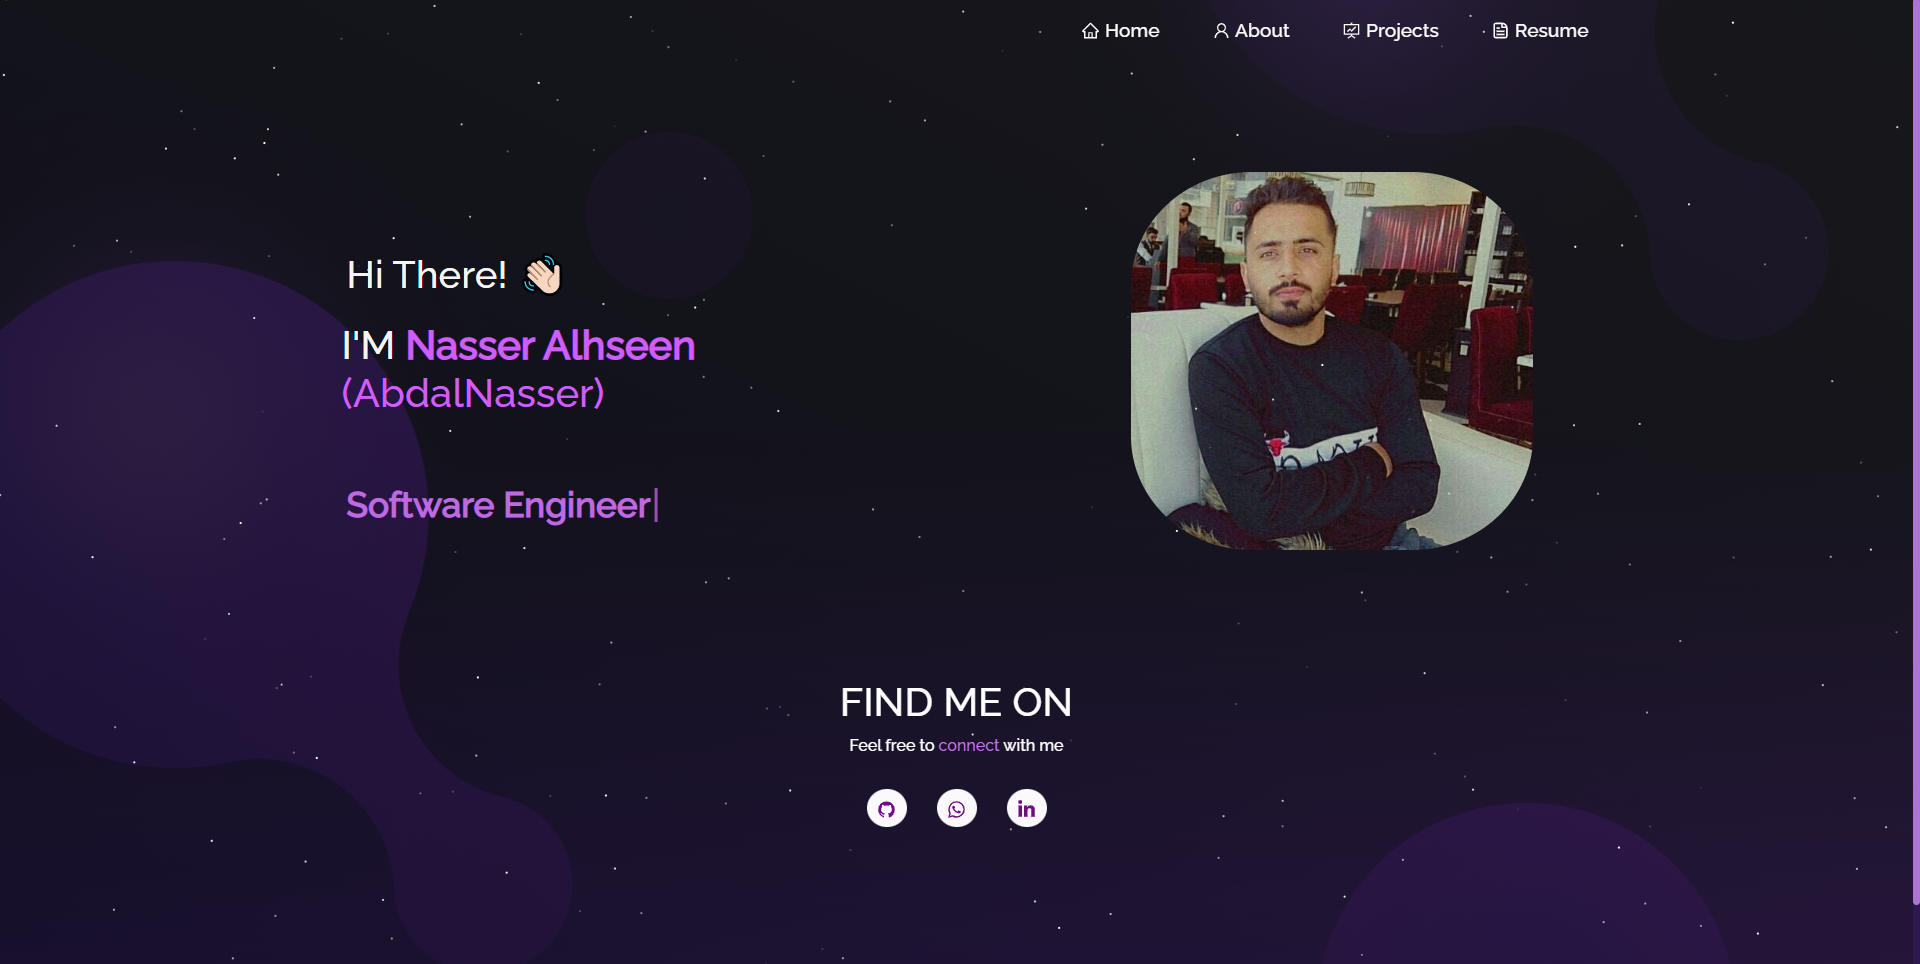 Home About Projects Resume
Hi There! 👋🏻
I'M Nasser Alhseen
(AbdalNasser)
Software Engineer|
FIND ME ON
Feel free to connect with me
in